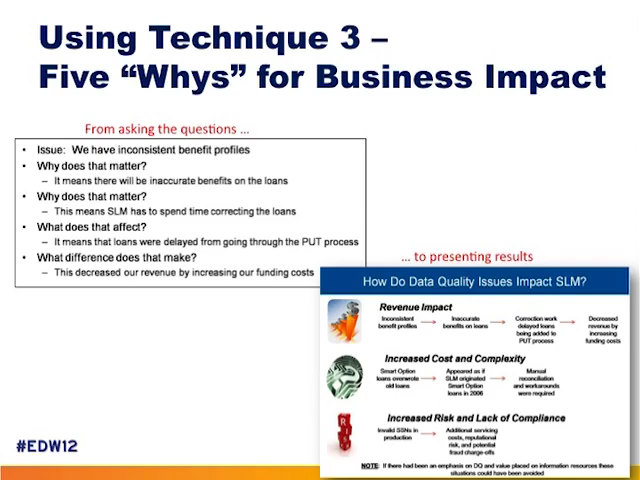 Using Technique 3 –
Five “Whys” for Business Impact
From asking the questions ...
• Issue: We have inconsistent benefit profiles
• Why does that matter?
– It means there will be inaccurate benefits on the loans
• Why does that matter?
– This means SLM has to spend time correcting the loans
• What does that affect?
– It means that loans were delayed from going through the PUT process
• What difference does that make?
– This decreased our revenue by increasing our funding costs
... to presenting results
How Do Data Quality Issues Impact SLM?
Revenue Impact
Inconsistent
benefit profiles
Inaccurate
benefits on loans
Correction work
delayed loans
being added to
PUT process
Decreased
revenue by
increasing
funding costs
Increased Cost and Complexity
Smart Option
loans overwrote
old loans
Appeared as if
SLM originated
Smart Option
loans in 2006
Manual
reconciliation
and workarounds
were required
RISK
Increased Risk and Lack of Compliance
Invalid SSNs in
production
Additional servicing
costs, reputational
risk, and potential
fraud charge-offs
NOTE: If there had been an emphasis on DQ and value placed on information resources these
situations could have been avoided
#EDW12